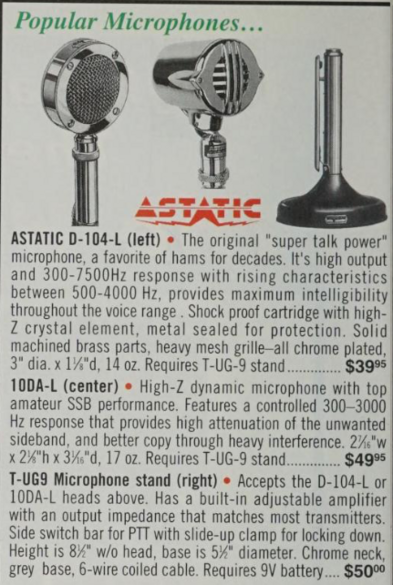 Popular Microphones...
ASTATIC
ASTATIC D-104-L (left) • The original "super talk power"
microphone, a favorite of hams for decades. It's high output
and 300-7500Hz response with rising characteristics
between 500-4000 Hz, provides maximum intelligibility
throughout the voice range . Shock proof cartridge with high-
Z crystal element, metal sealed for protection. Solid
machined brass parts, heavy mesh grille–all chrome plated,
3" dia. x 1⅛"d, 14 oz. Requires T-UG-9 stand.............. $39⁹⁵
10DA-L (center) • High-Z dynamic microphone with top
amateur SSB performance. Features a controlled 300–3000
Hz response that provides high attenuation of the unwanted
sideband, and better copy through heavy interference.
x 2⅛"h x 3⅟₁₆"d, 17 oz. Requires T-UG-9 stand.............. $49⁹⁵
T-UG9 Microphone stand (right) • Accepts the D-104-L or
10DA-L heads above. Has a built-in adjustable amplifier
with an output impedance that matches most transmitters.
Side switch bar for PTT with slide-up clamp for locking down.
Height is 8½" w/o head, base is 5½" diameter. Chrome neck,
grey base, 6-wire coiled cable. Requires 9V battery.... $50⁰⁰